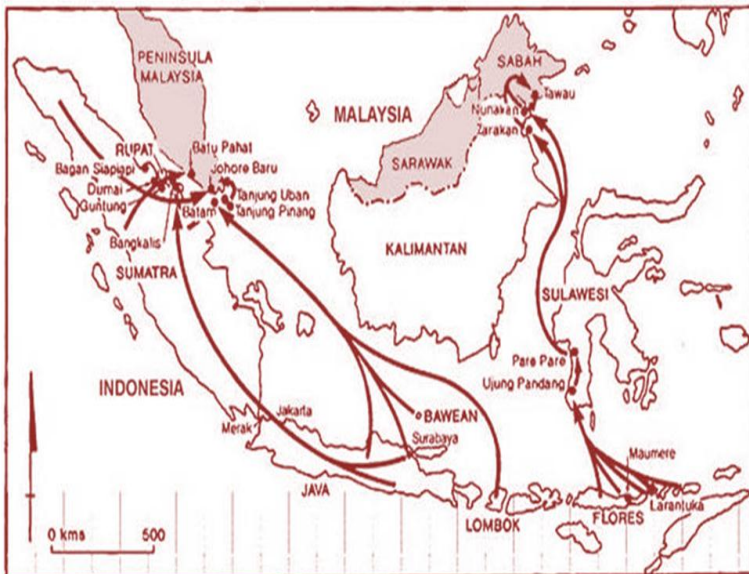 PENINSULA
MALAYSIA
SABAH
Tawau
Nunakan
Zarakan
MALAYSIA
SARAWAK
RUPAT
Batu Pahat
Bagan Siapiapi
Johore Baru
Dumai
Guntung
Tanjung Uban
Batam
Tanjung Pinang
Bangkalis
SUMATRA
KALIMANTAN
SULAWESI
Pare Pare
Ujung Pandang
INDONESIA
Jakarta
Merak
BAWEAN
Surabaya
Maumere
JAVA
LOMBOK
FLORES
Larantuka
0 kms 500